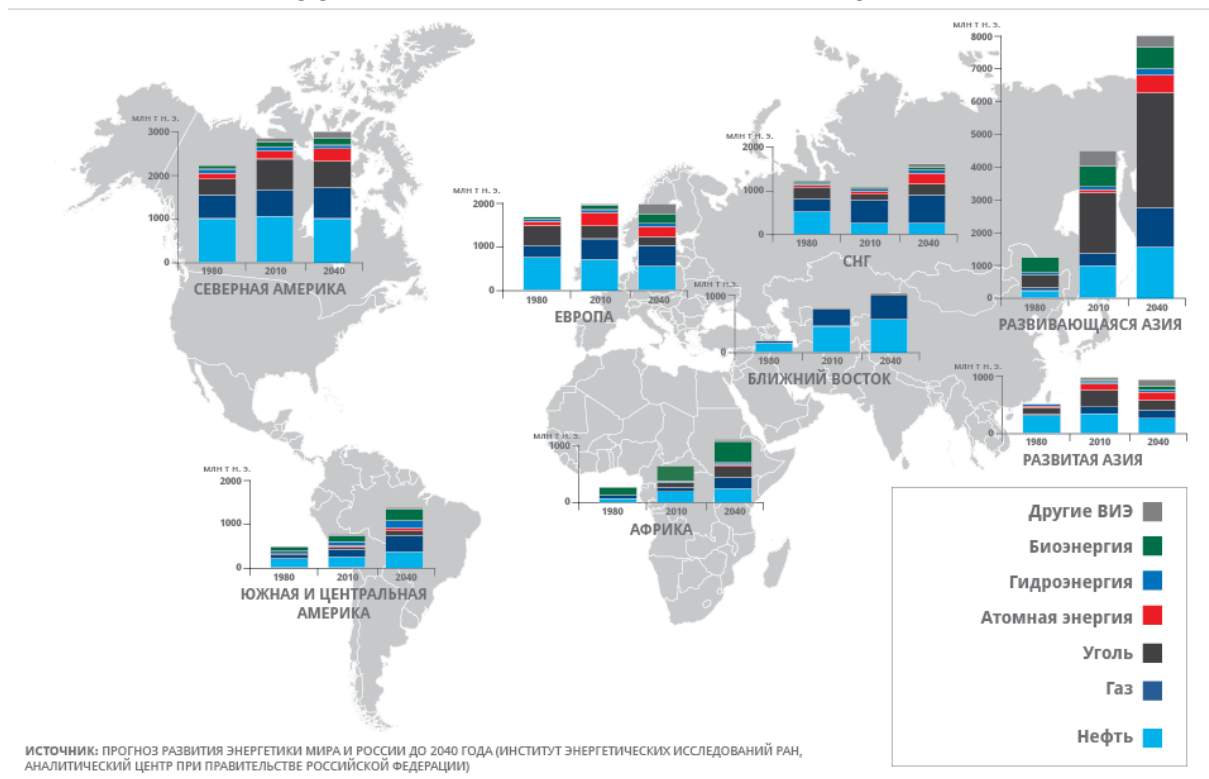 МЛН Т Н. Э.
3000
2000
1000
0
1980
2010
2040
СЕВЕРНАЯ АМЕРИКА
МЛН Т Н. Э.
2000
1000
0
1980
2010
2040
ЕВРОПА
МЛН Т Н. Э.
2000
1000
0
1980
2010
2040
СНГ
МЛН Т Н. Э.
8000
7000
6000
5000
4000
3000
2000
1000
0
1980
2010
2040
РАЗВИВАЮЩАЯСЯ АЗИЯ
МЛН Т Н. Э.
1000
0
1980
2010
2040
БЛИЖНИЙ ВОСТОК
МЛН Т Н. Э.
1000
0
1980
2010
2040
РАЗВИТАЯ АЗИЯ
МЛН Т Н. Э.
1000
0
1980
2010
2040
АФРИКА
МЛН Т Н. Э.
2000
1000
0
1980
2010
2040
ЮЖНАЯ И ЦЕНТРАЛЬНАЯ
АМЕРИКА
Другие ВИЭ
Биоэнергия
Гидроэнергия
Атомная энергия
Уголь
Газ
Нефть
ИСТОЧНИК: ПРОГНОЗ РАЗВИТИЯ ЭНЕРГЕТИКИ МИРА И РОССИИ ДО 2040 ГОДА (ИНСТИТУТ ЭНЕРГЕТИЧЕСКИХ ИССЛЕДОВАНИЙ РАН,
АНАЛИТИЧЕСКИЙ ЦЕНТР ПРИ ПРАВИТЕЛЬСТВЕ РОССИЙСКОЙ ФЕДЕРАЦИИ)